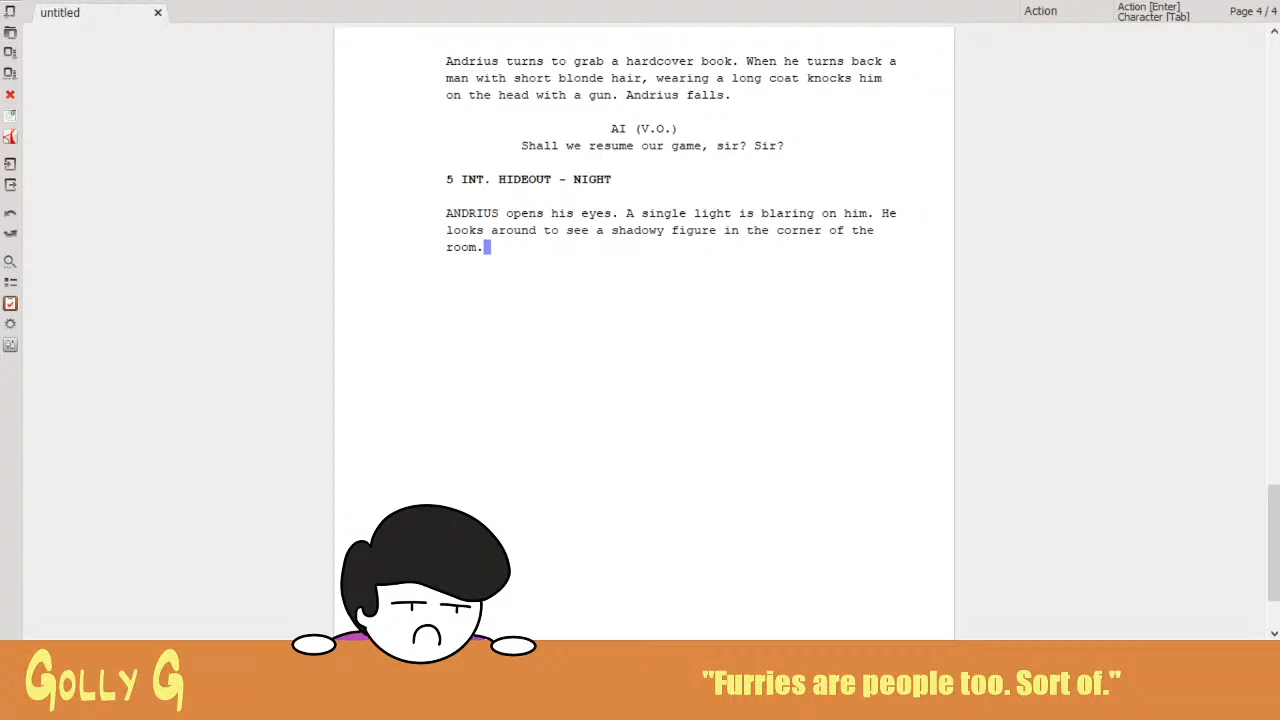 untitled
Action
Action [Enter]
Character [Tab]
Page 4 / 4
Andrius turns to grab a hardcover book. When he turns back a
man with short blonde hair, wearing a long coat knocks him
on the head with a gun. Andrius falls.
AI (V.O.)
Shall we resume our game, sir? Sir?
5 INT. HIDEOUT - NIGHT
ANDRIUS opens his eyes. A single light is blaring on him. He
looks around to see a shadowy figure in the corner of the
room.
Golly G
"Furries are people too. Sort of."